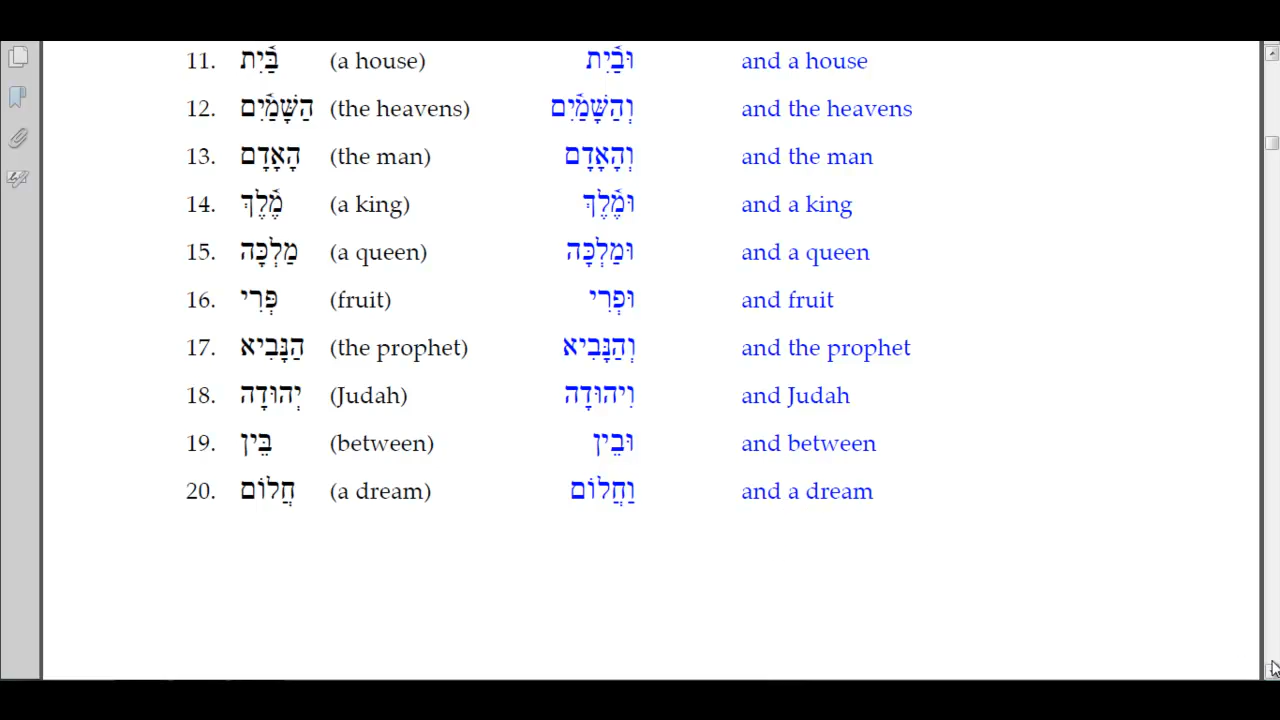 11. בַּ֫יִת (a house) וּבַ֫יִת and a house
12. הַשָּׁמַ֫יִם (the heavens) וְהַשָּׁמַ֫יִם and the heavens
13. הָאָדָם (the man) וְהָאָדָם and the man
14. מֶ֫לֶךְ (a king) וּמֶ֫לֶךְ and a king
15. מַלְכָּה (a queen) וּמַלְכָּה and a queen
16. פְּרִי (fruit) וּפְרִי and fruit
17. הַנָּבִיא (the prophet) וְהַנָּבִיא and the prophet
18. יְהוּדָה (Judah) וִיהוּדָה and Judah
19. בֵּין (between) וּבֵין and between
20. חֲלוֹם (a dream) וַחֲלוֹם and a dream